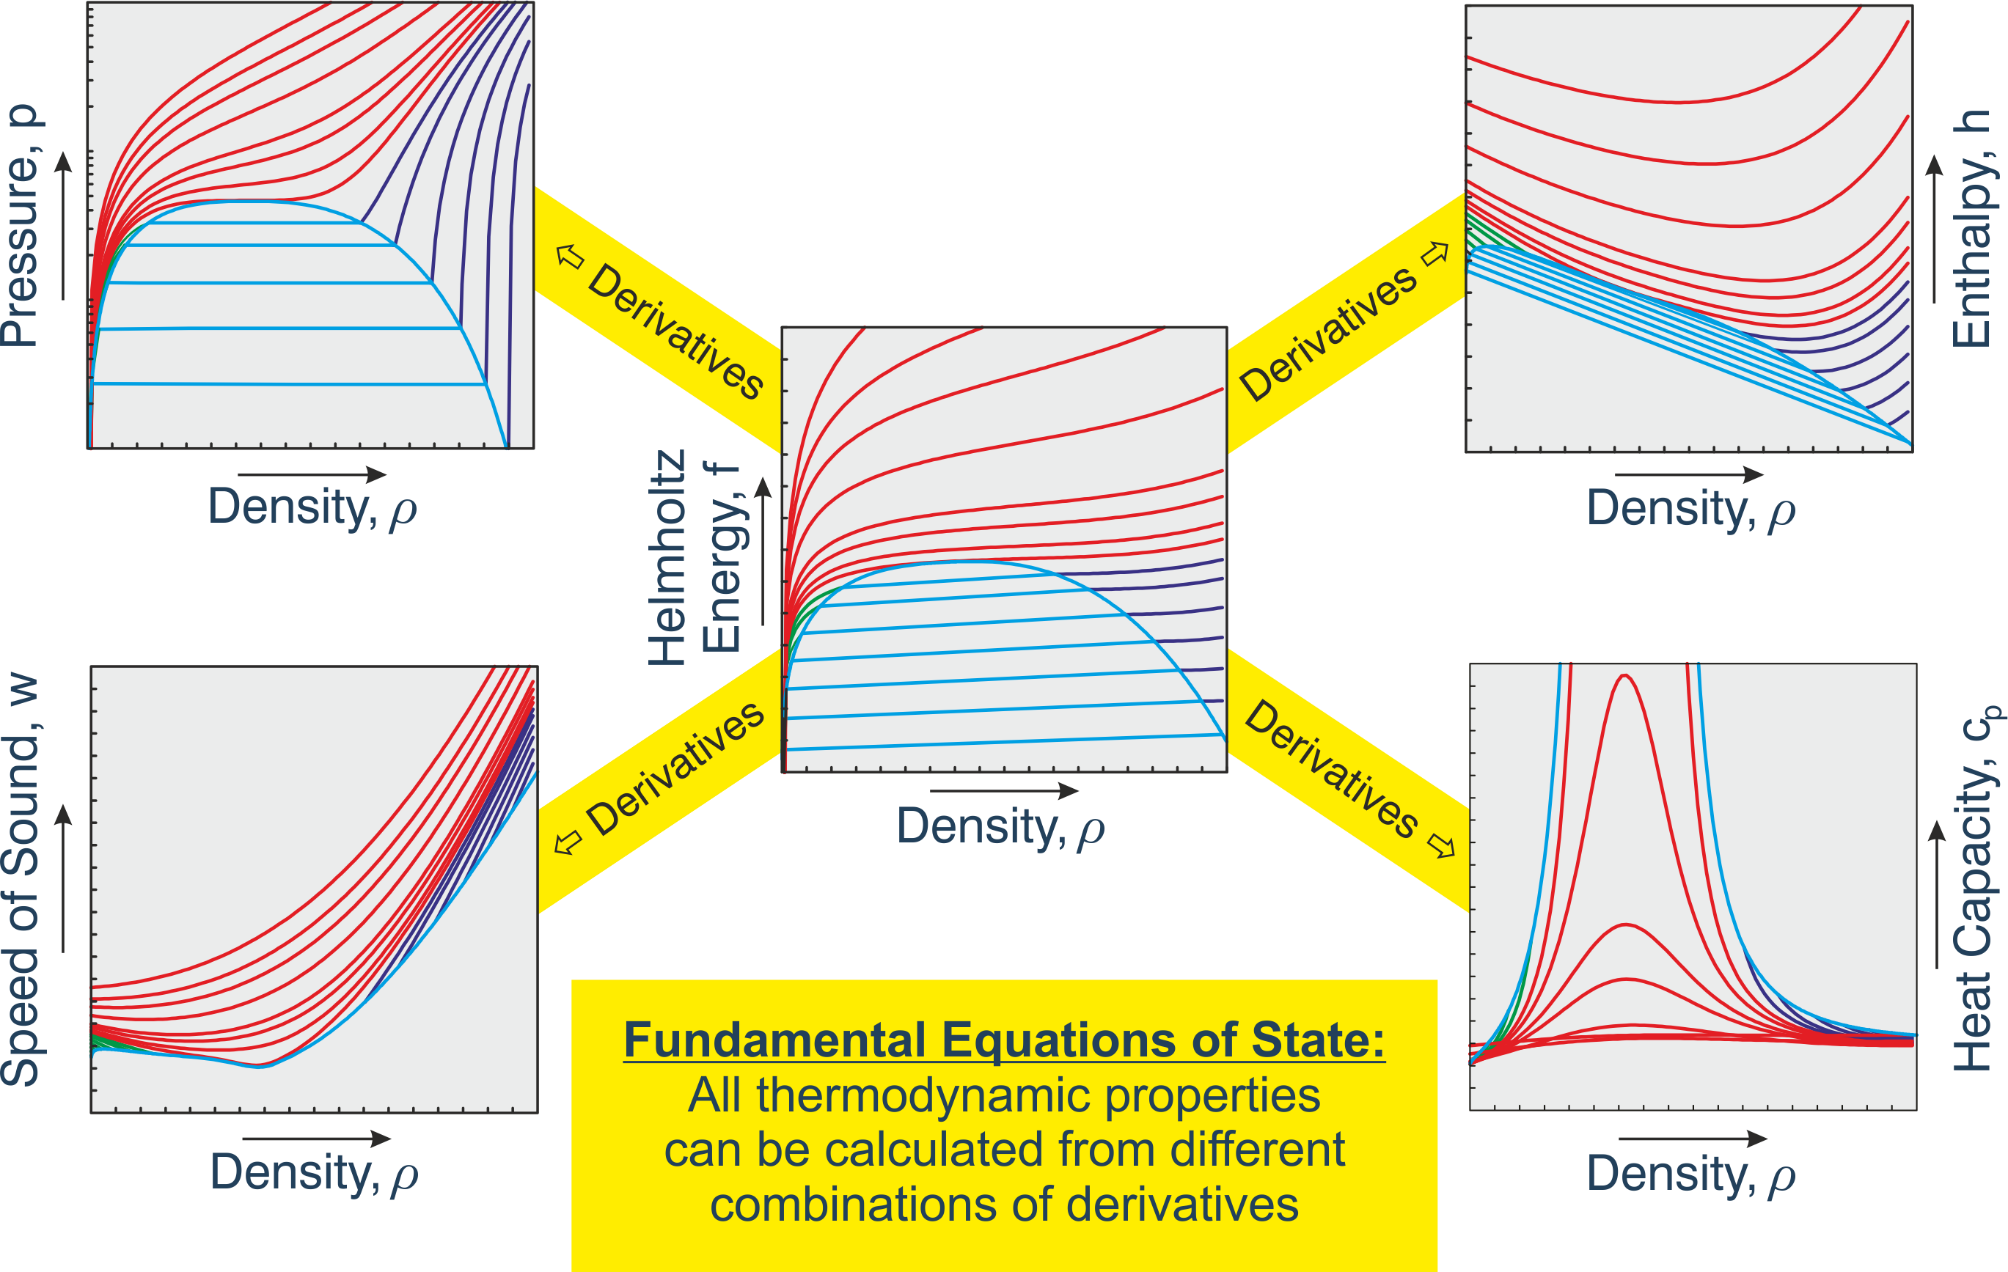 Pressure, p
Density, ρ
Enthalpy, h
Density, ρ
Derivatives
Derivatives
Helmholtz
Energy, f
Density, ρ
Derivatives
Derivatives
Speed of Sound, w
Density, ρ
Heat Capacity, cₚ
Density, ρ
Fundamental Equations of State:
All thermodynamic properties
can be calculated from different
combinations of derivatives